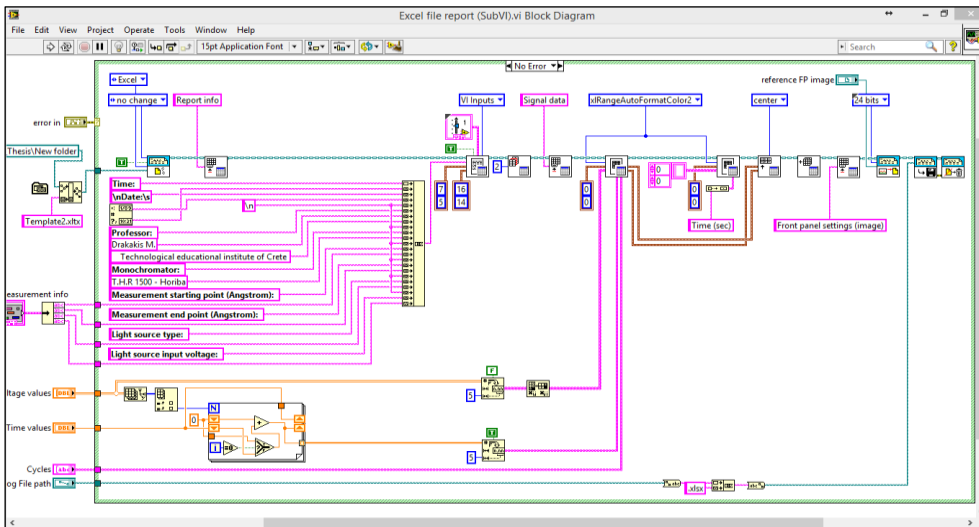 Excel file report (SubVI).vi Block Diagram
File Edit View Project Operate Tools Window Help
15pt Application Font
Search
No Error
reference FP image
Excel
no change
Report info
VI Inputs
Signal data
xlRangeAutoFormatColor2
center
24 bits
error in
Thesis\New folder
T
T
1
2
Template2.xltx
7
5
16
14
0
0
0
0
0
0
Time:
\nDate:\s
\n
Time (sec)
Front panel settings (image)
Professor:
Drakakis M.
Technological educational institute of Crete
Monochromator:
T.H.R 1500 - Horiba
Measurement starting point (Angstrom):
easurement info
Measurement end point (Angstrom):
Light source type:
Light source input voltage:
F
ltage values
DBL
5
N
Time values
DBL
0
i
T
5
Cycles
abc
og File path
.xlsx